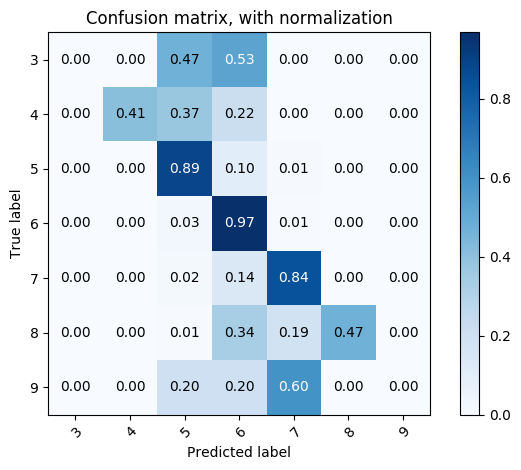 Confusion matrix, with normalization
3 0.00 0.00 0.47 0.53 0.00 0.00 0.00
4 0.00 0.41 0.37 0.22 0.00 0.00 0.00
5 0.00 0.00 0.89 0.10 0.01 0.00 0.00
6 0.00 0.00 0.03 0.97 0.01 0.00 0.00
7 0.00 0.00 0.02 0.14 0.84 0.00 0.00
8 0.00 0.00 0.01 0.34 0.19 0.47 0.00
9 0.00 0.00 0.20 0.20 0.60 0.00 0.00
3 4 5 6 7 8 9
True label
Predicted label
0.8
0.6
0.4
0.2
0.0